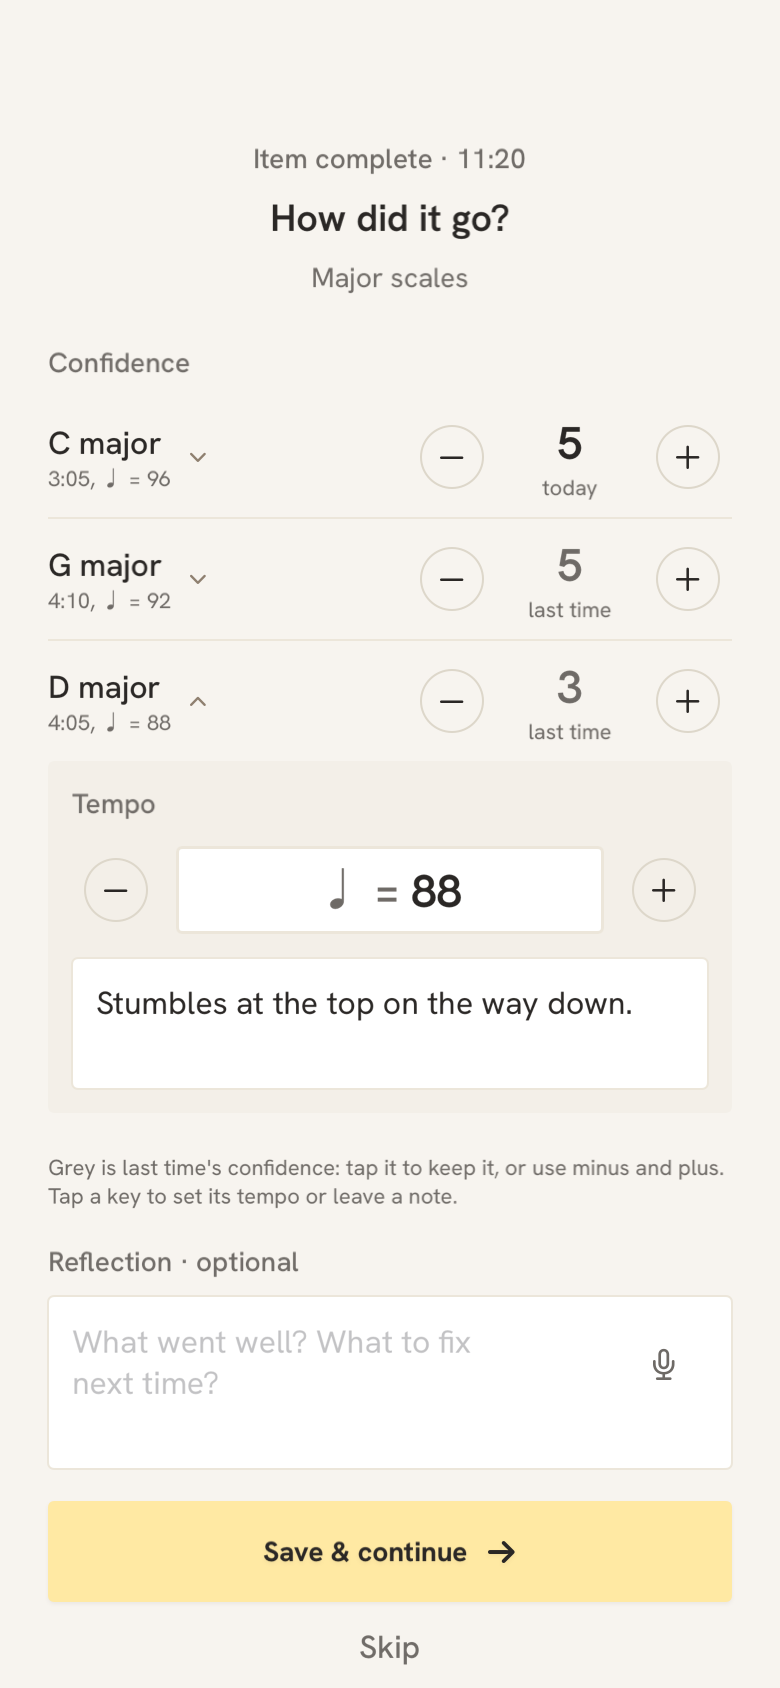 Item complete · 11:20
How did it go?
Major scales
Confidence
C major
3:05, ♩ = 96
5
today
G major
4:10, ♩ = 92
5
last time
D major
4:05, ♩ = 88
3
last time
Tempo
♩ = 88
Stumbles at the top on the way down.
Grey is last time's confidence: tap it to keep it, or use minus and plus.
Tap a key to set its tempo or leave a note.
Reflection · optional
What went well? What to fix
next time?
Save & continue →
Skip